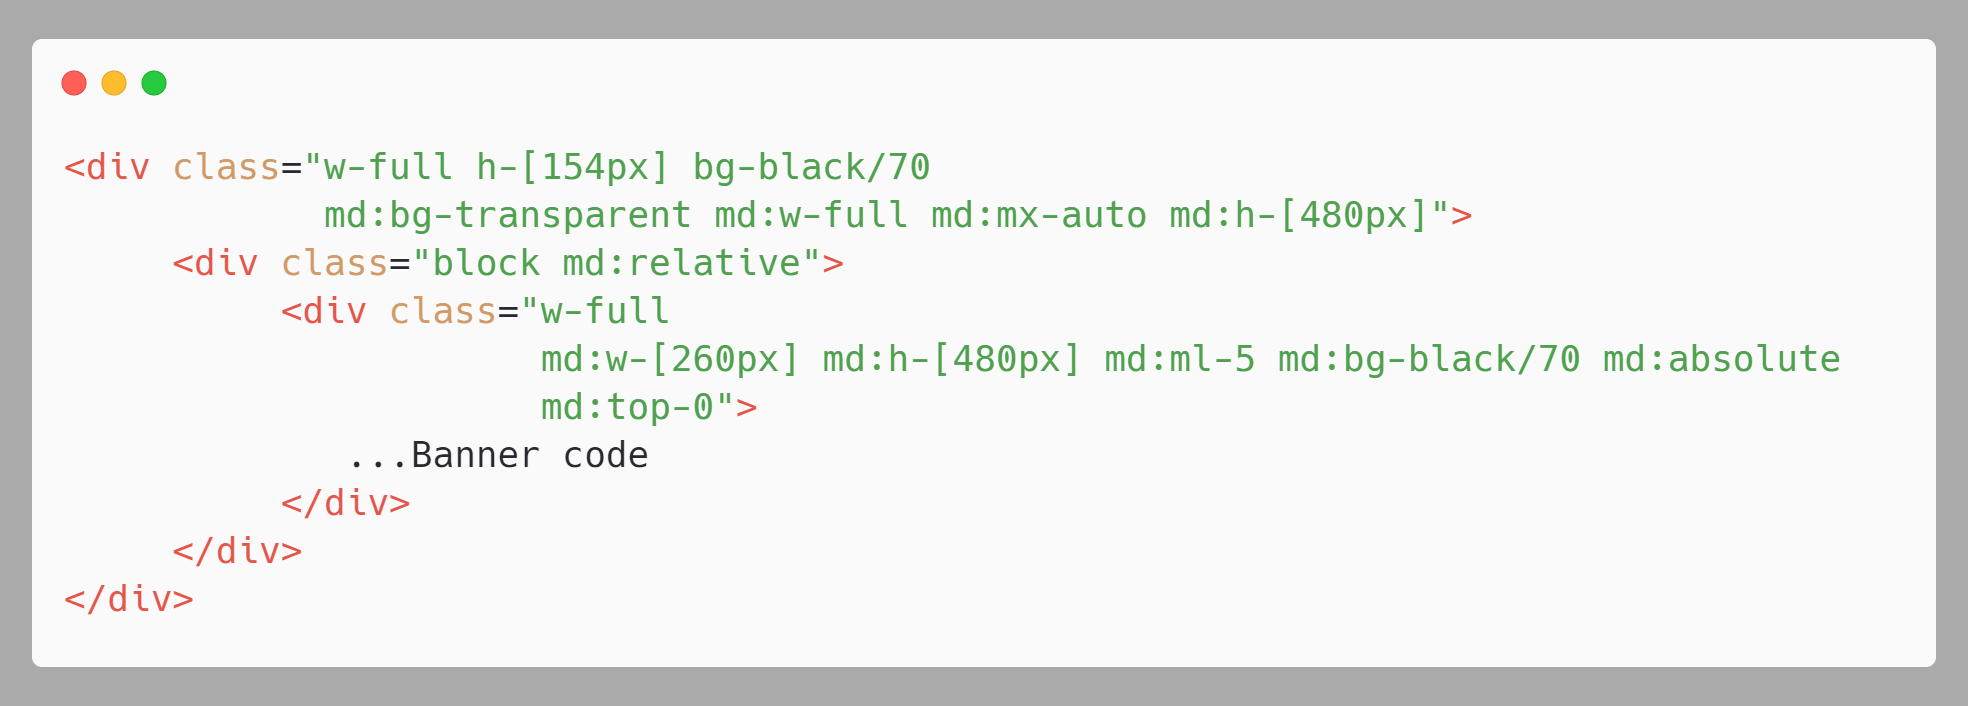 <div class="w-full h-[154px] bg-black/70
md:bg-transparent md:w-full md:mx-auto md:h-[480px]">
<div class="block md:relative">
<div class="w-full
md:w-[260px] md:h-[480px] md:ml-5 md:bg-black/70 md:absolute
md:top-0">
...Banner code
</div>
</div>
</div>